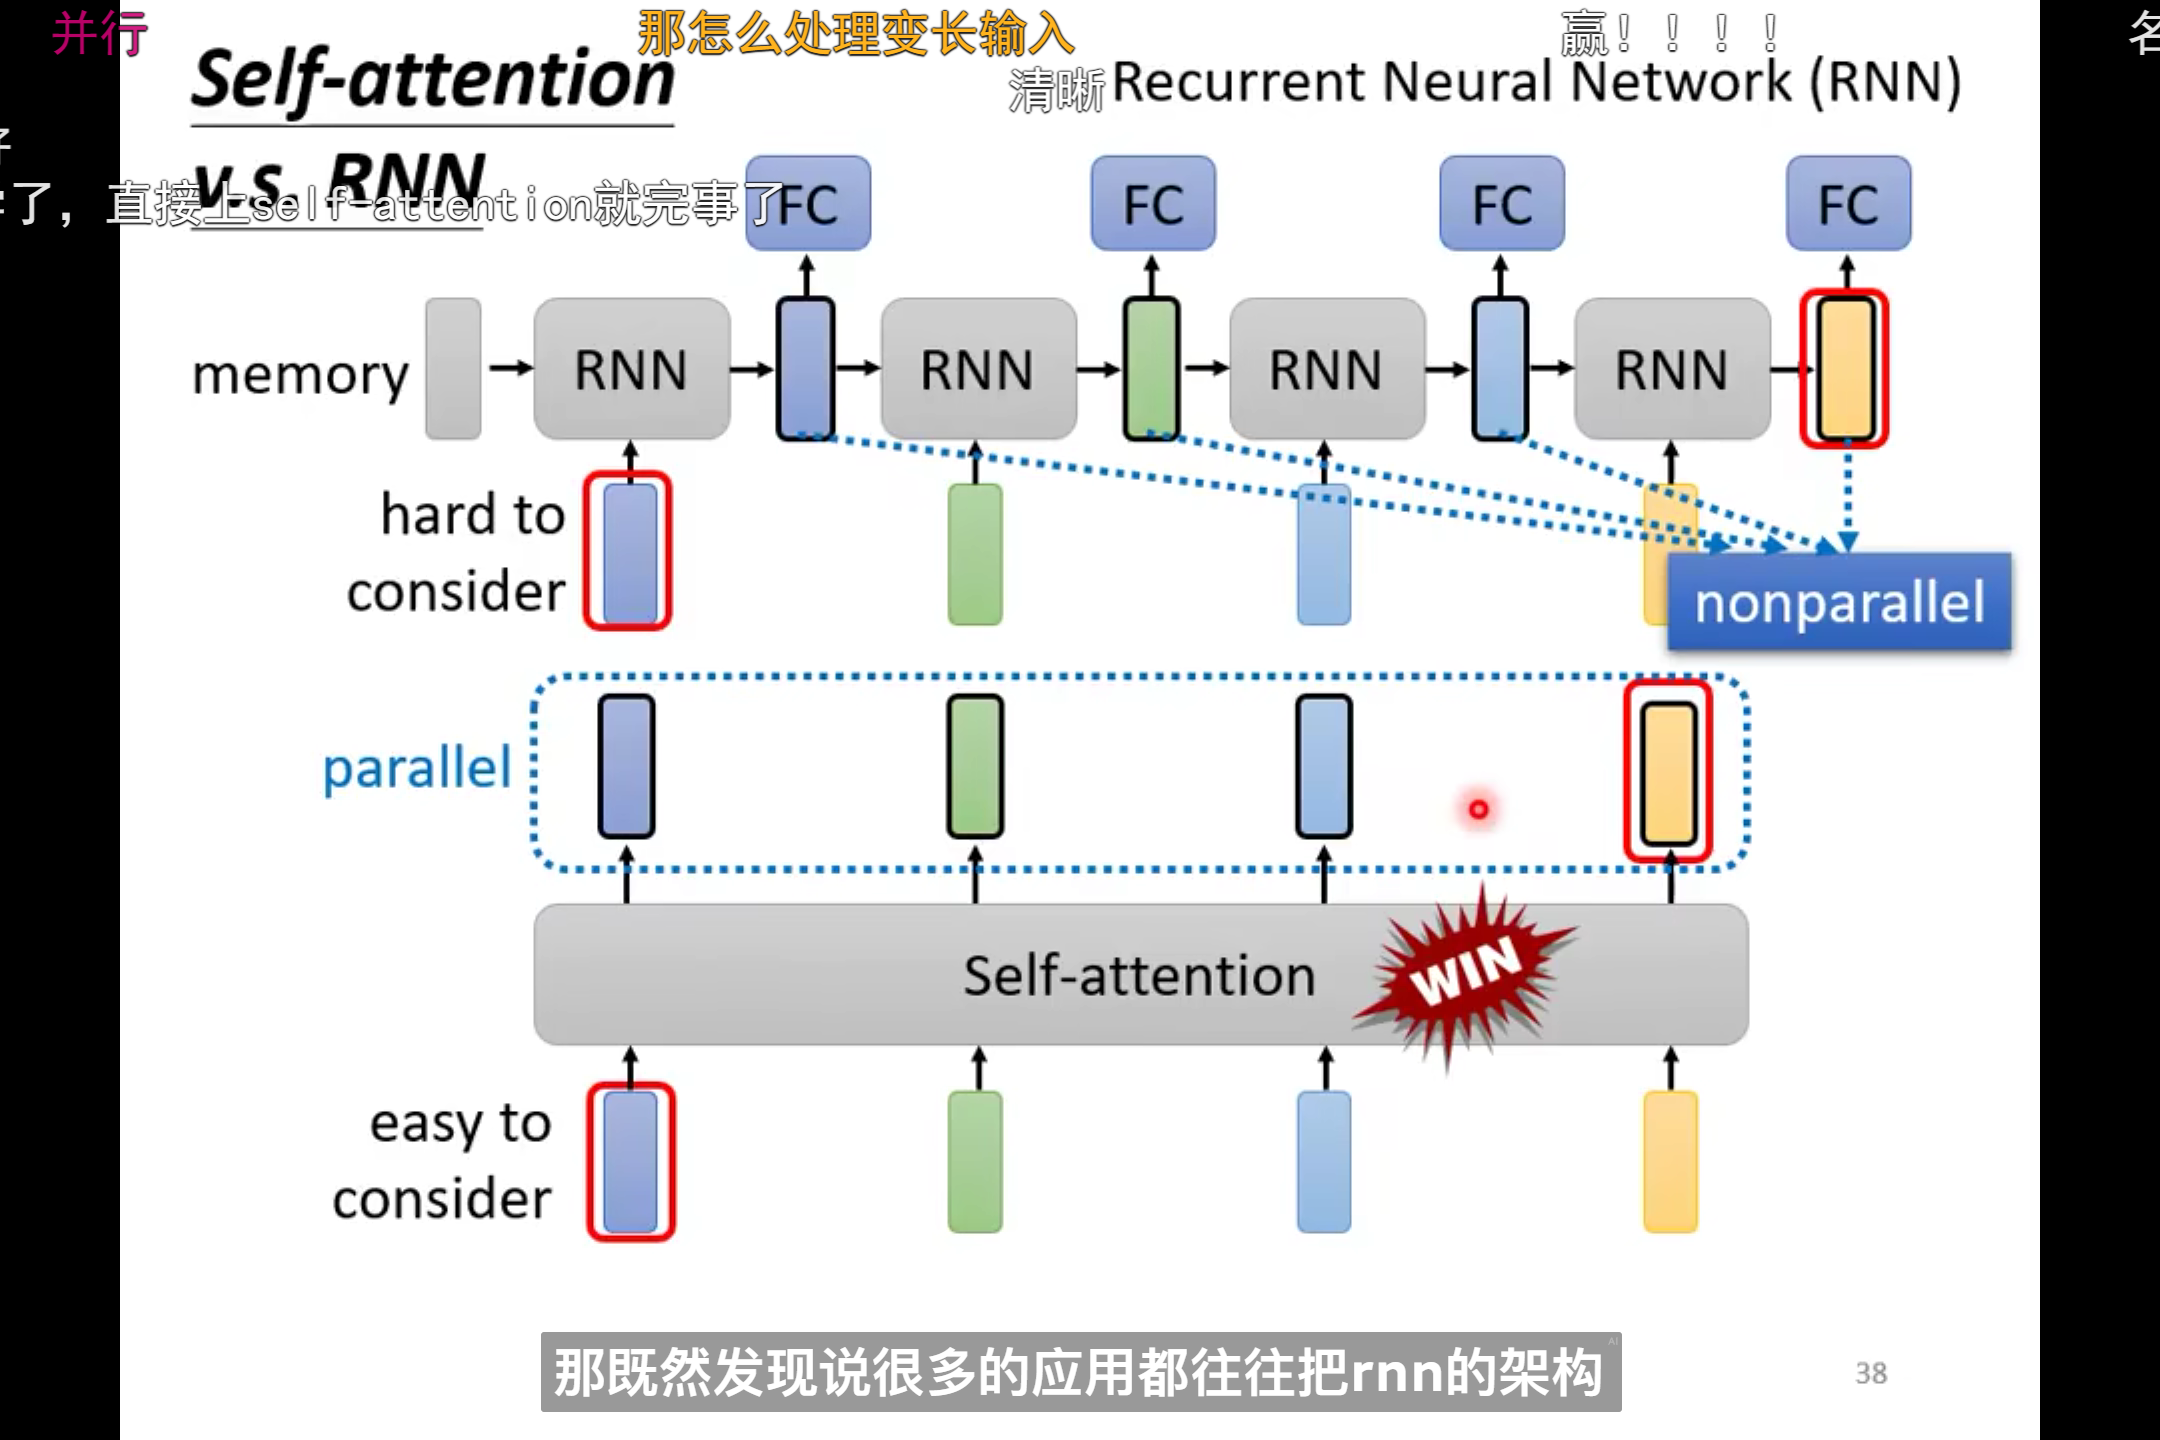 并行
那怎么处理变长输入
赢！！！！
名
Self-attention
清晰
Recurrent Neural Network (RNN)
v.s. RNN
了，直接上self-attention就完事了
FC
FC
FC
FC
memory
RNN
RNN
RNN
RNN
hard to
consider
nonparallel
parallel
Self-attention
WIN
easy to
consider
那既然发现说很多的应用都往往把rnn的架构
AI
38